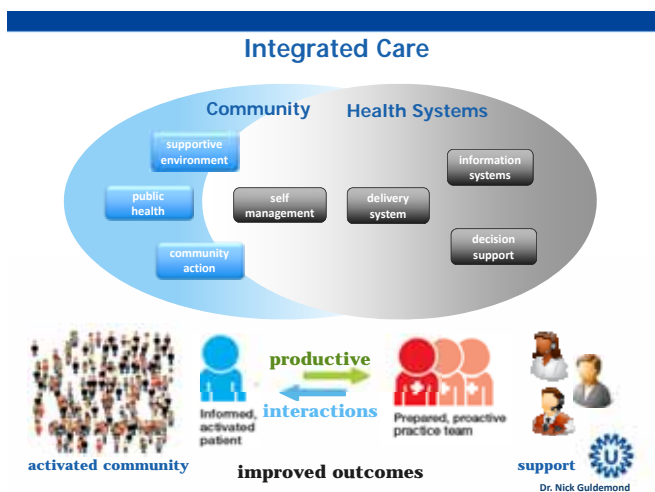 Integrated Care
Community
Health Systems
supportive
environment
information
systems
public
health
self
management
delivery
system
decision
support
community
action
productive
interactions
Informed,
activated
patient
Prepared, proactive
practice team
activated community
improved outcomes
support
U
Dr. Nick Guldemond